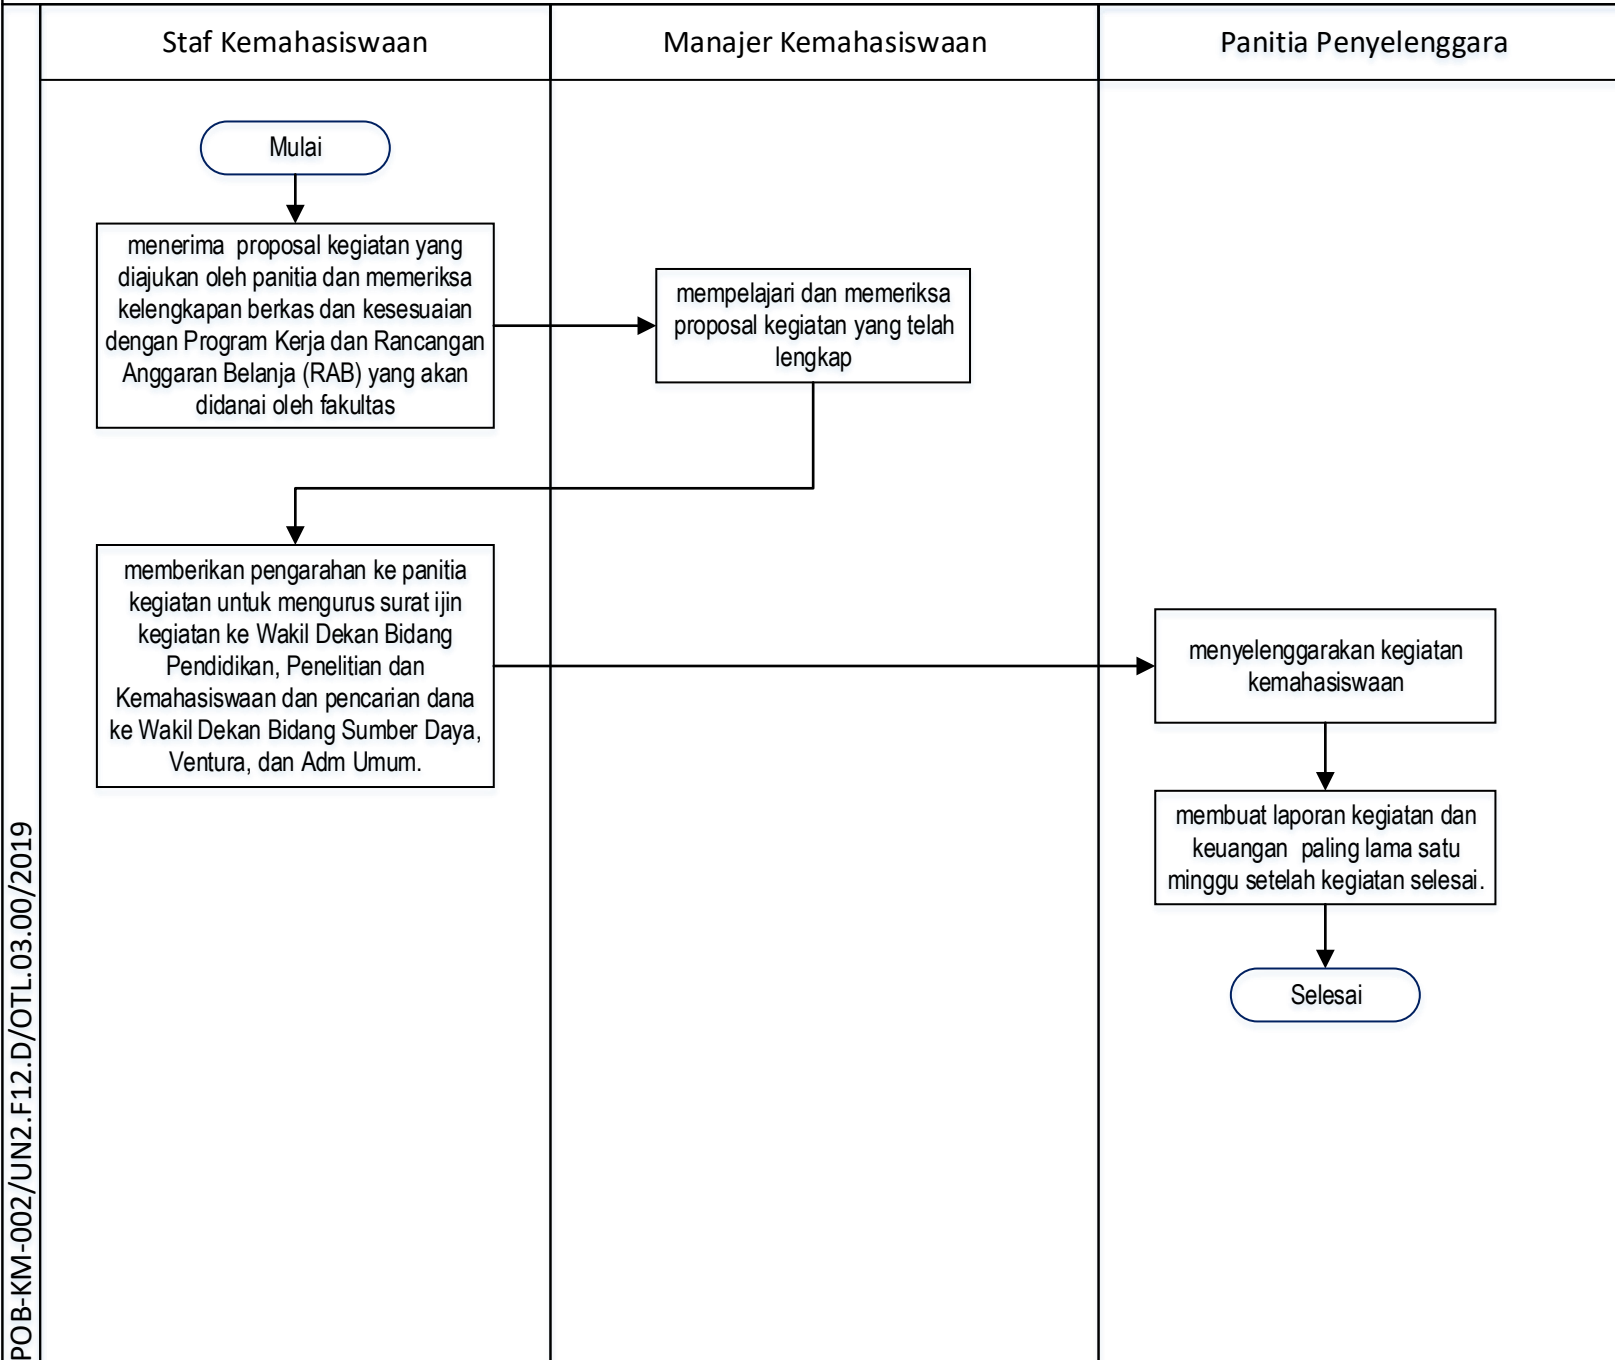 Staf Kemahasiswaan
Manajer Kemahasiswaan
Panitia Penyelenggara
Mulai
menerima  proposal kegiatan yang
diajukan oleh panitia dan memeriksa
kelengkapan berkas dan kesesuaian
dengan Program Kerja dan Rancangan
Anggaran Belanja (RAB) yang akan
didanai oleh fakultas
mempelajari dan memeriksa
proposal kegiatan yang telah
lengkap
memberikan pengarahan ke panitia
kegiatan untuk mengurus surat ijin
kegiatan ke Wakil Dekan Bidang
Pendidikan, Penelitian dan
Kemahasiswaan dan pencarian dana
ke Wakil Dekan Bidang Sumber Daya,
Ventura, dan Adm Umum.
menyelenggarakan kegiatan
kemahasiswaan
membuat laporan kegiatan dan
keuangan  paling lama satu
minggu setelah kegiatan selesai.
Selesai
POB-KM-002/UN2.F12.D/OTL.03.00/2019